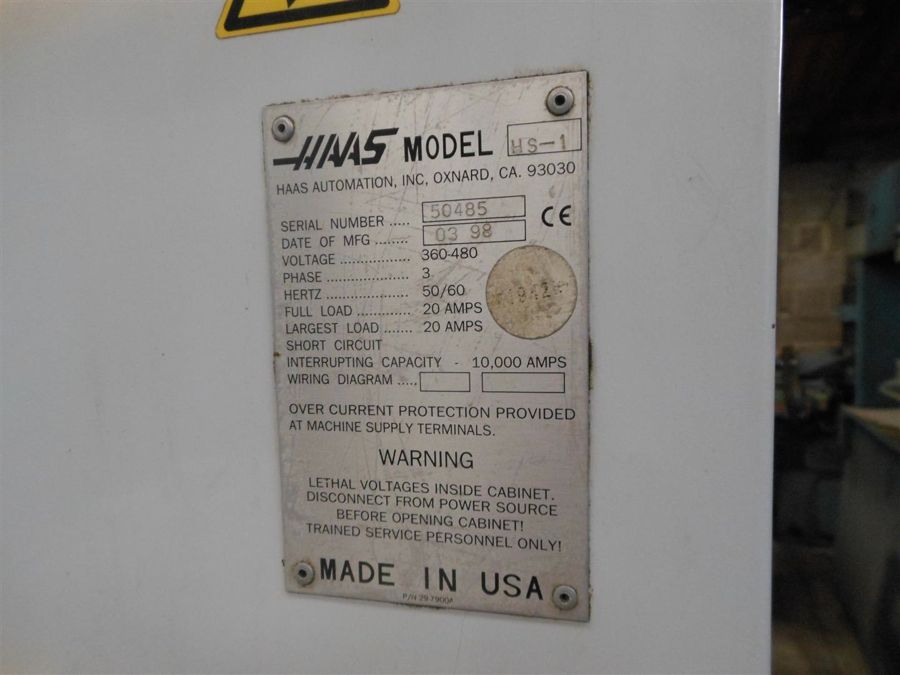 HAAS MODEL HS-1
HAAS AUTOMATION, INC, OXNARD, CA. 93030
SERIAL NUMBER ..... 50485
CE
DATE OF MFG ........ 03 98
VOLTAGE ................. 360-480
PHASE .................... 3
HERTZ .................... 50/60
FULL LOAD ............. 20 AMPS
LARGEST LOAD ....... 20 AMPS
SHORT CIRCUIT
INTERRUPTING CAPACITY - 10,000 AMPS
WIRING DIAGRAM .....
OVER CURRENT PROTECTION PROVIDED
AT MACHINE SUPPLY TERMINALS.
WARNING
LETHAL VOLTAGES INSIDE CABINET.
DISCONNECT FROM POWER SOURCE
BEFORE OPENING CABINET!
TRAINED SERVICE PERSONNEL ONLY!
MADE IN USA
P/N 29-7900A